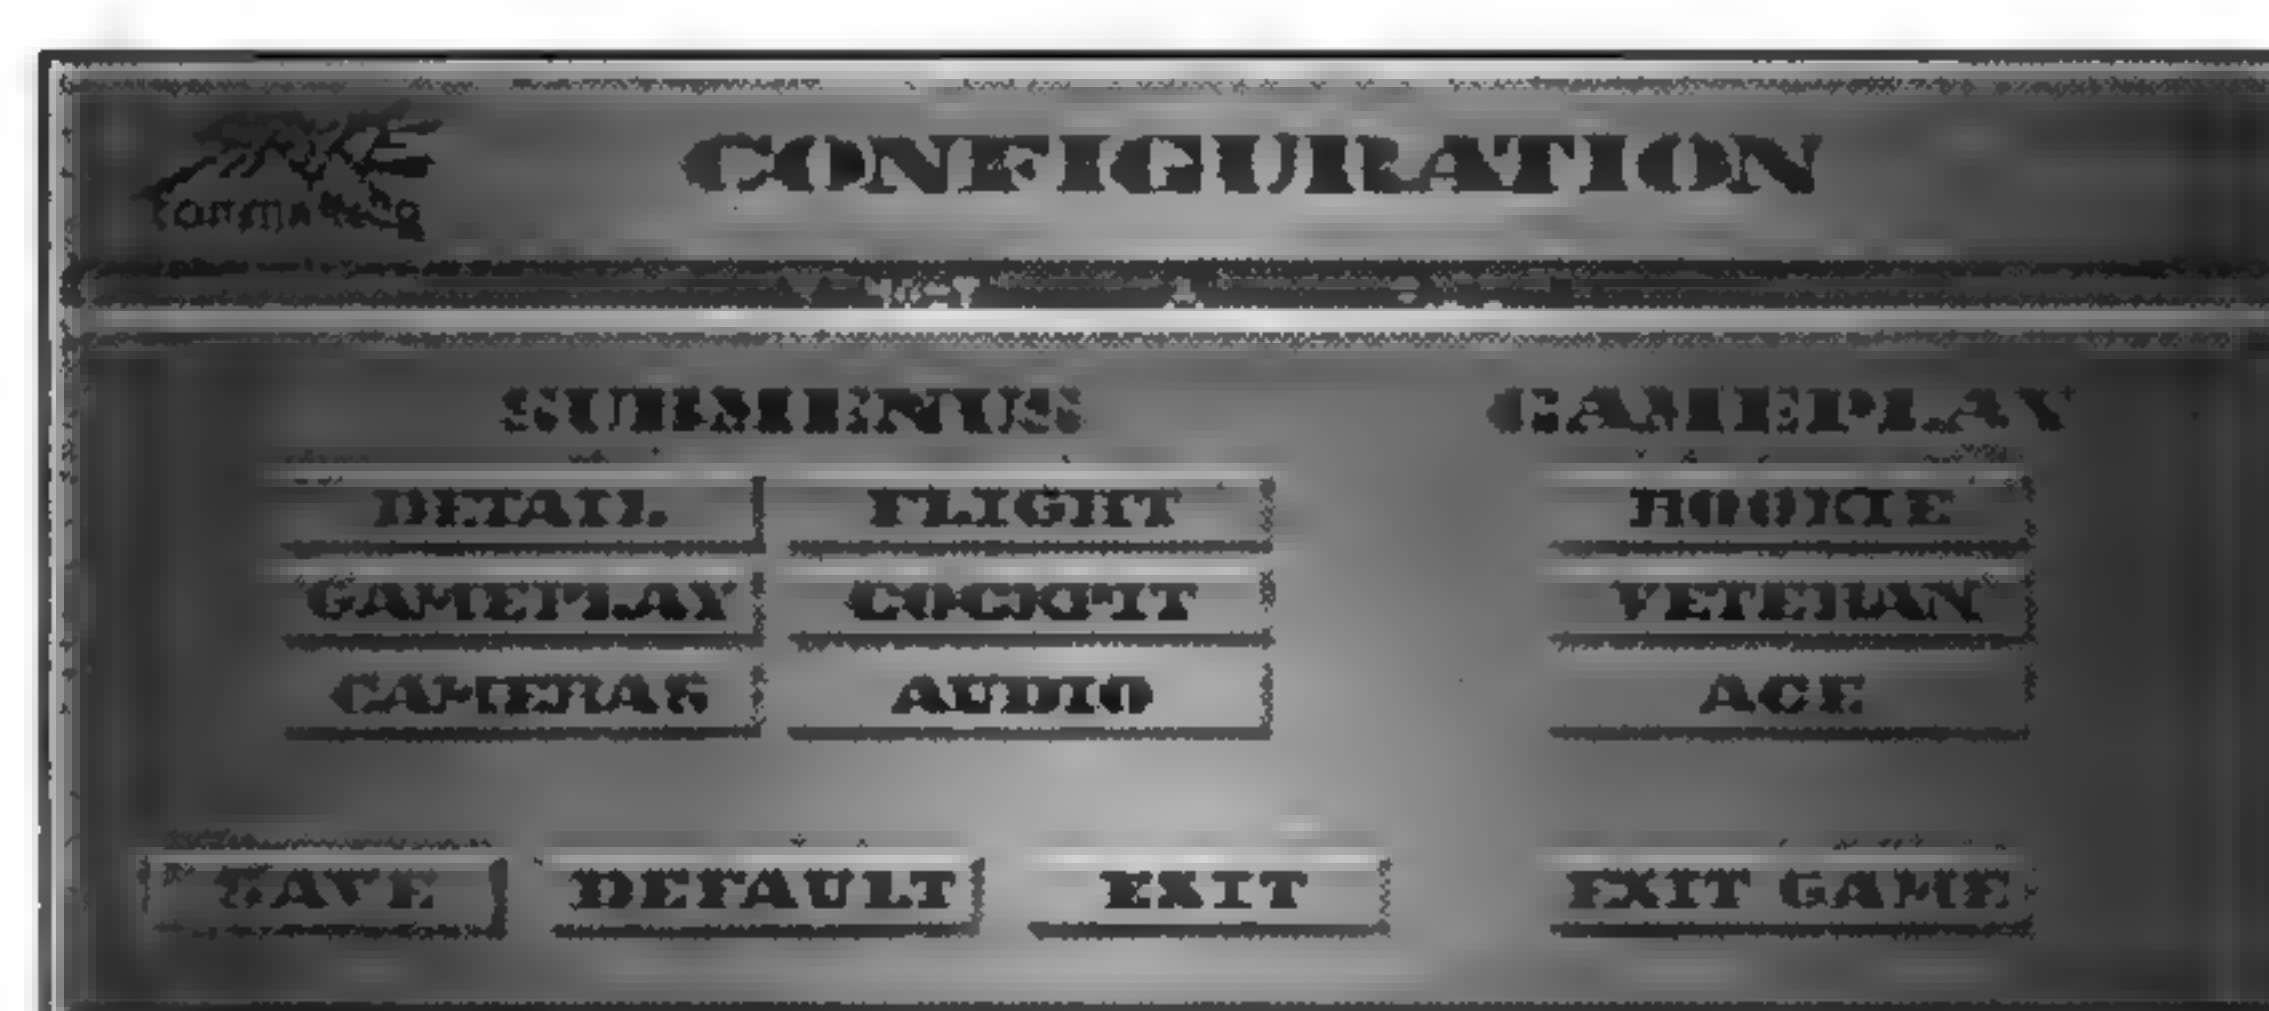 CONFIGURATION
SUBMENUS GAMEPLAY
DETAIL FLIGHT ROOKIE
GAMEPLAY COCKPIT VETERAN
CAMERAS AUDIO ACE
SAVE DEFAULT EXIT EXIT GAME